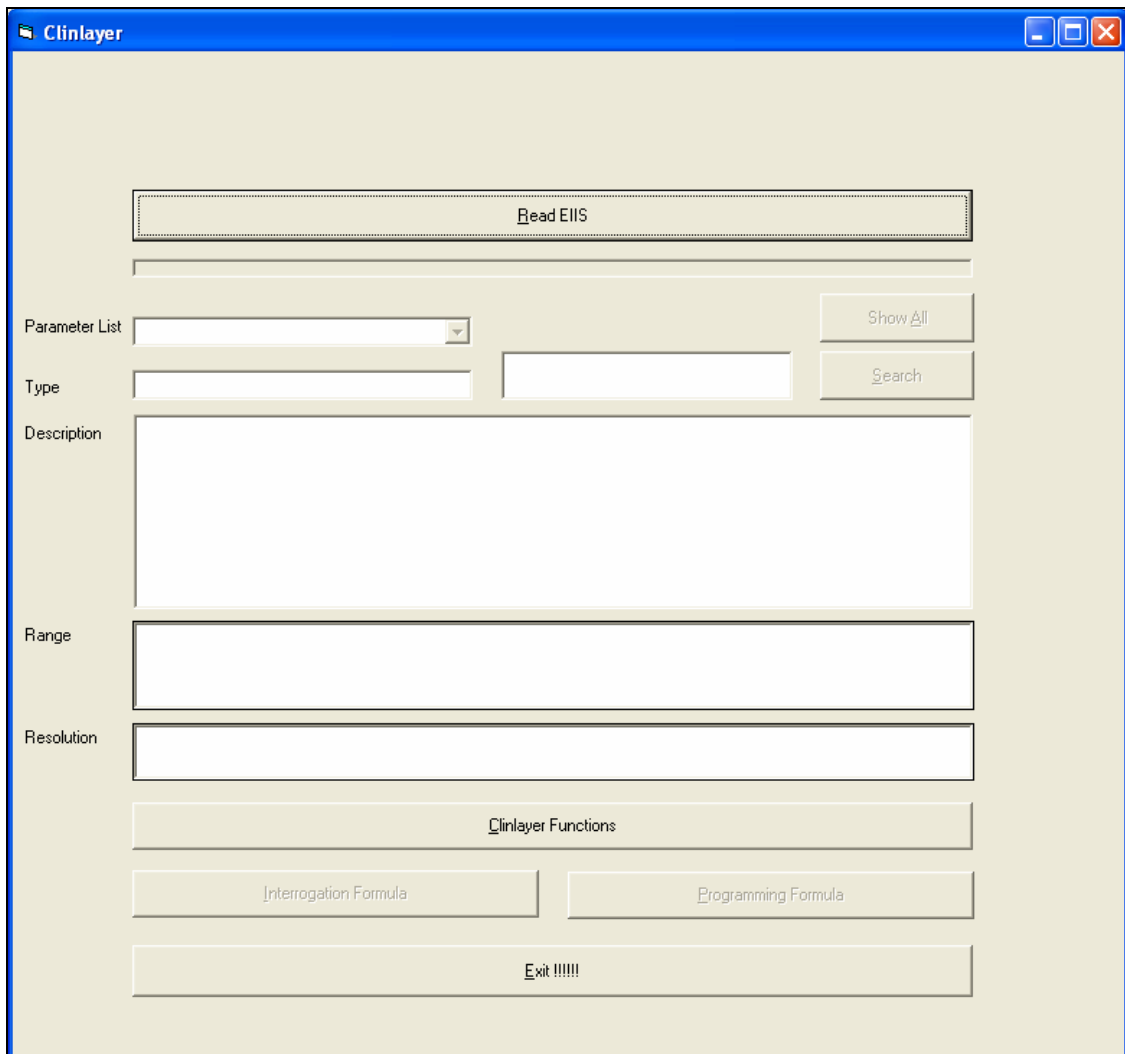 Clinlayer
Read EIIS
Parameter List
Show All
Type
Search
Description
Range
Resolution
Clinlayer Functions
Interrogation Formula
Programming Formula
Exit !!!!!!